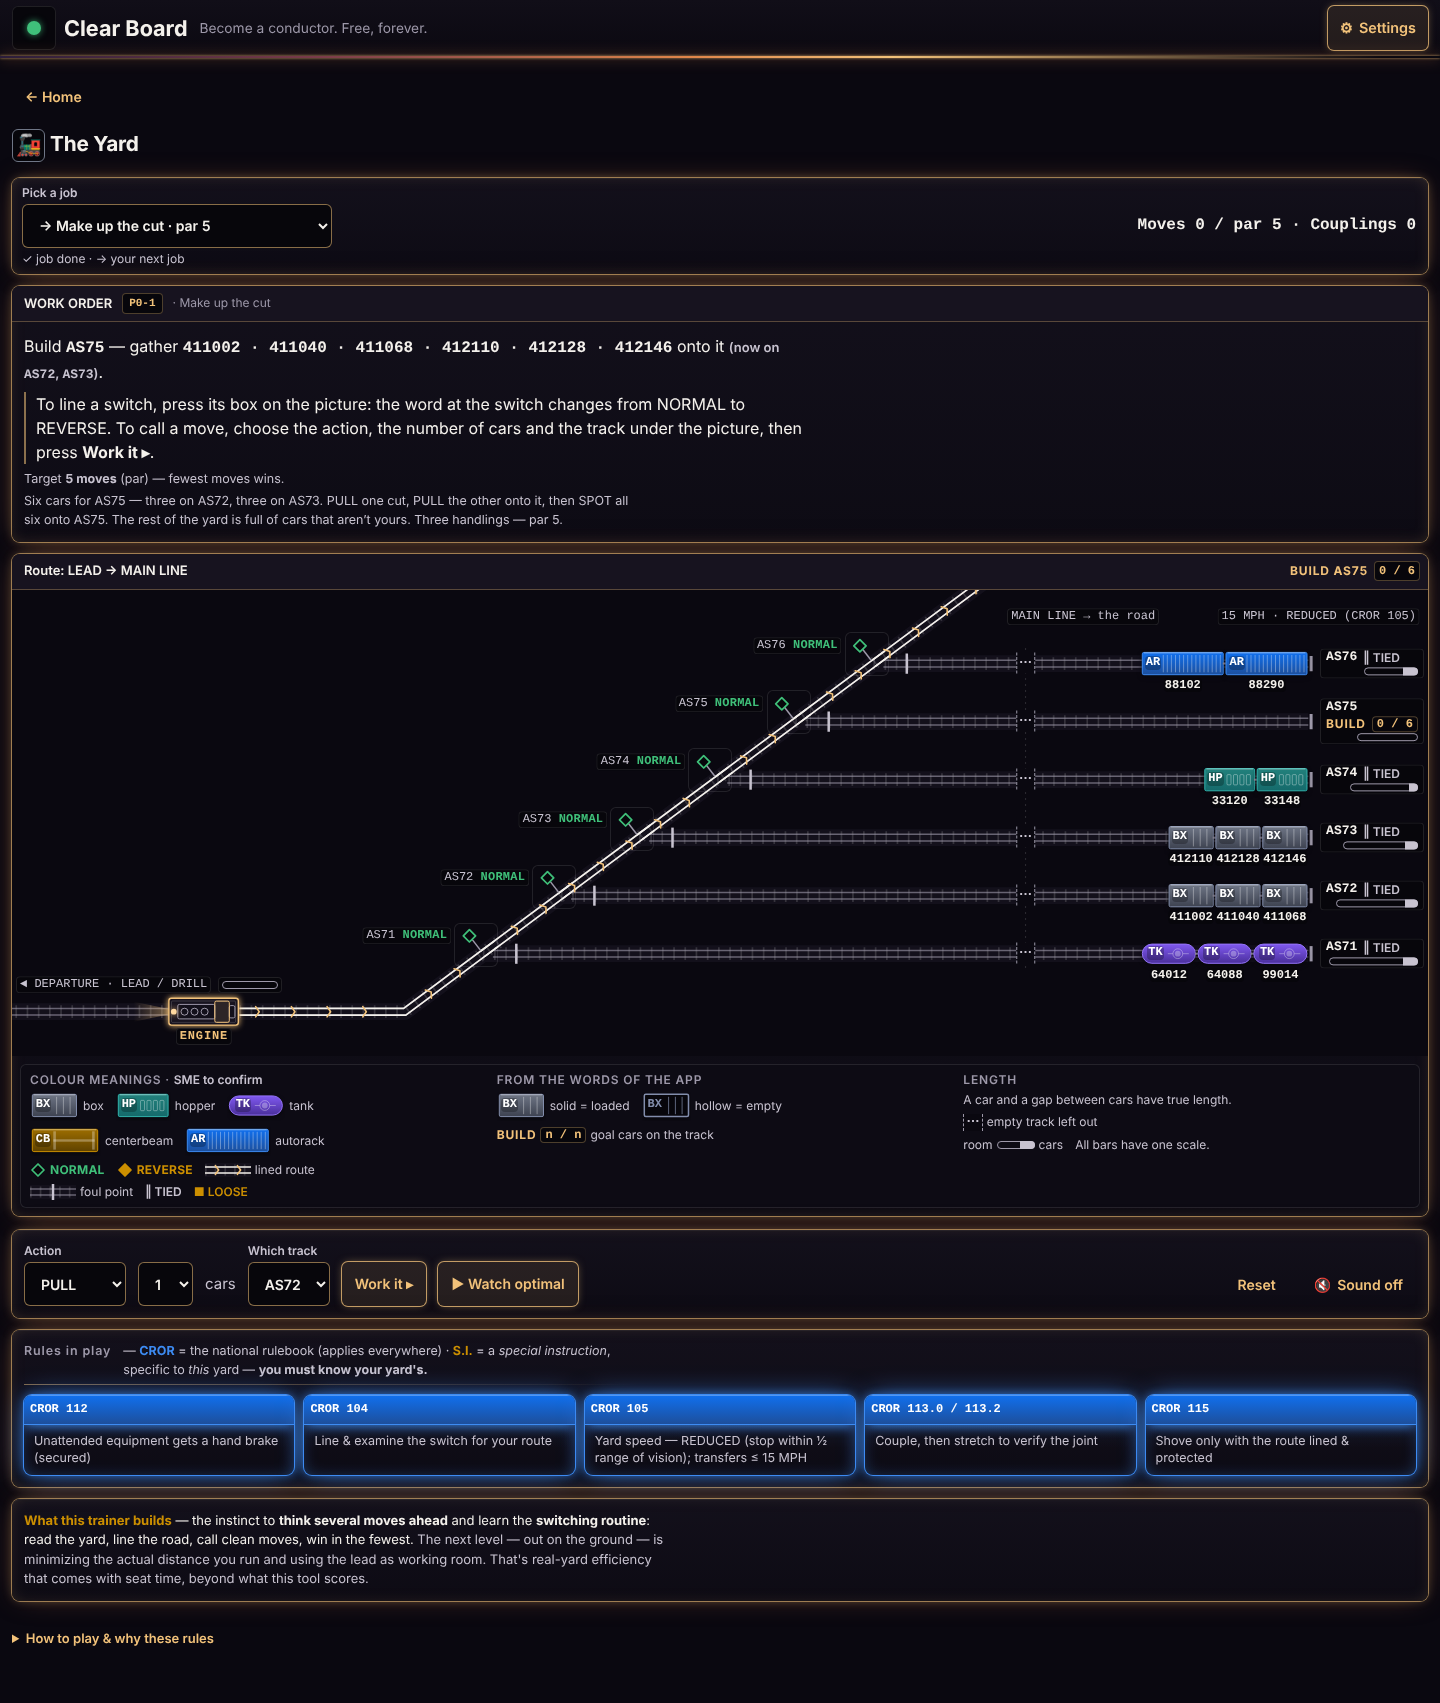 Clear Board Become a conductor. Free, forever.
⚙ Settings
← Home
The Yard
Pick a job
→ Make up the cut · par 5
Moves 0 / par 5 · Couplings 0
✓ job done · → your next job
WORK ORDER P0-1 · Make up the cut
Build AS75 — gather 411002 · 411040 · 411068 · 412110 · 412128 · 412146 onto it (now on
AS72, AS73).
To line a switch, press its box on the picture: the word at the switch changes from NORMAL to
REVERSE. To call a move, choose the action, the number of cars and the track under the picture, then
press Work it ▸.
Target 5 moves (par) — fewest moves wins.
Six cars for AS75 — three on AS72, three on AS73. PULL one cut, PULL the other onto it, then SPOT all
six onto AS75. The rest of the yard is full of cars that aren't yours. Three handlings — par 5.
Route: LEAD → MAIN LINE
BUILD AS75 0 / 6
MAIN LINE → the road
15 MPH · REDUCED (CROR 105)
AS76 NORMAL
AR AR
AS76 ‖ TIED
88102 88290
AS75 NORMAL
AS75
BUILD 0 / 6
AS74 NORMAL
HP HP
AS74 ‖ TIED
33120 33148
AS73 NORMAL
BX BX BX
AS73 ‖ TIED
412110 412128 412146
AS72 NORMAL
BX BX BX
AS72 ‖ TIED
411002 411040 411068
AS71 NORMAL
TK TK TK
AS71 ‖ TIED
64012 64088 99014
◄ DEPARTURE · LEAD / DRILL
ENGINE
COLOUR MEANINGS · SME to confirm
BX box HP hopper TK tank
CB centerbeam AR autorack
NORMAL REVERSE lined route
foul point ‖ TIED ■ LOOSE
FROM THE WORDS OF THE APP
BX solid = loaded BX hollow = empty
BUILD n / n goal cars on the track
LENGTH
A car and a gap between cars have true length.
··· empty track left out
room cars All bars have one scale.
Action
Which track
PULL 1 cars AS72 Work it ▸ ▶ Watch optimal
Reset
Sound off
Rules in play — CROR = the national rulebook (applies everywhere) · S.I. = a special instruction,
specific to this yard — you must know your yard's.
CROR 112
Unattended equipment gets a hand brake
(secured)
CROR 104
Line & examine the switch for your route
CROR 105
Yard speed — REDUCED (stop within ½
range of vision); transfers ≤ 15 MPH
CROR 113.0 / 113.2
Couple, then stretch to verify the joint
CROR 115
Shove only with the route lined &
protected
What this trainer builds — the instinct to think several moves ahead and learn the switching routine:
read the yard, line the road, call clean moves, win in the fewest. The next level — out on the ground — is
minimizing the actual distance you run and using the lead as working room. That's real-yard efficiency
that comes with seat time, beyond what this tool scores.
▶ How to play & why these rules